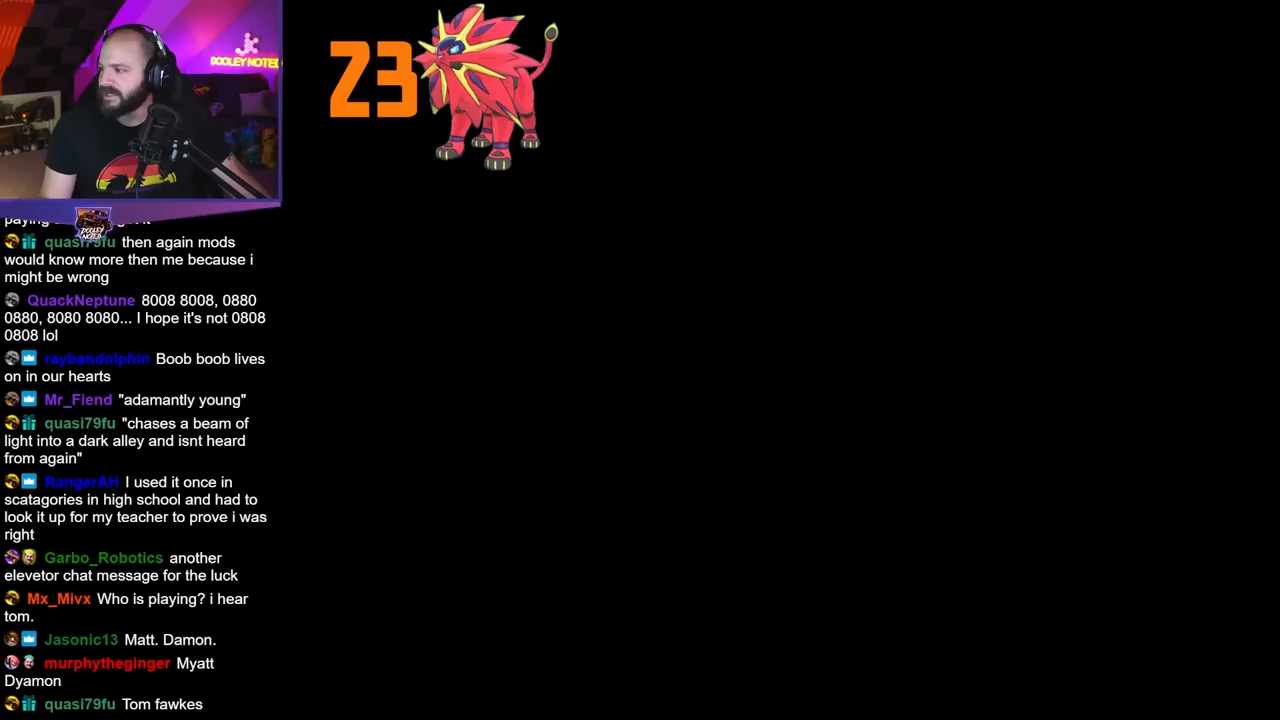 DOOLEY NOTED
23
DOOLEY
NOTED
quasi79fu then again mods
would know more then me because i
might be wrong
QuackNeptune 8008 8008, 0880
0880, 8080 8080... I hope it's not 0808
0808 lol
raybandolphin Boob boob lives
on in our hearts
Mr_Fiend "adamantly young"
quasi79fu "chases a beam of
light into a dark alley and isnt heard
from again"
RangerAH I used it once in
scatagories in high school and had to
look it up for my teacher to prove i was
right
Garbo_Robotics another
elevetor chat message for the luck
Mx_Mivx Who is playing? i hear
tom.
Jasonic13 Matt. Damon.
murphytheginger Myatt
Dyamon
quasi79fu Tom fawkes